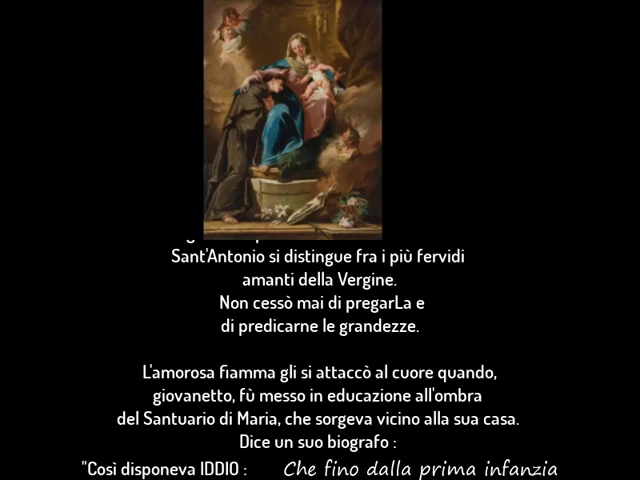 Sant'Antonio si distingue fra i più fervidi
amanti della Vergine.
Non cessò mai di pregarLa e
di predicarne le grandezze.
L'amorosa fiamma gli si attaccò al cuore quando,
giovanetto, fù messo in educazione all'ombra
del Santuario di Maria, che sorgeva vicino alla sua casa.
Dice un suo biografo :
"Così disponeva IDDIO : Che fino dalla prima infanzia